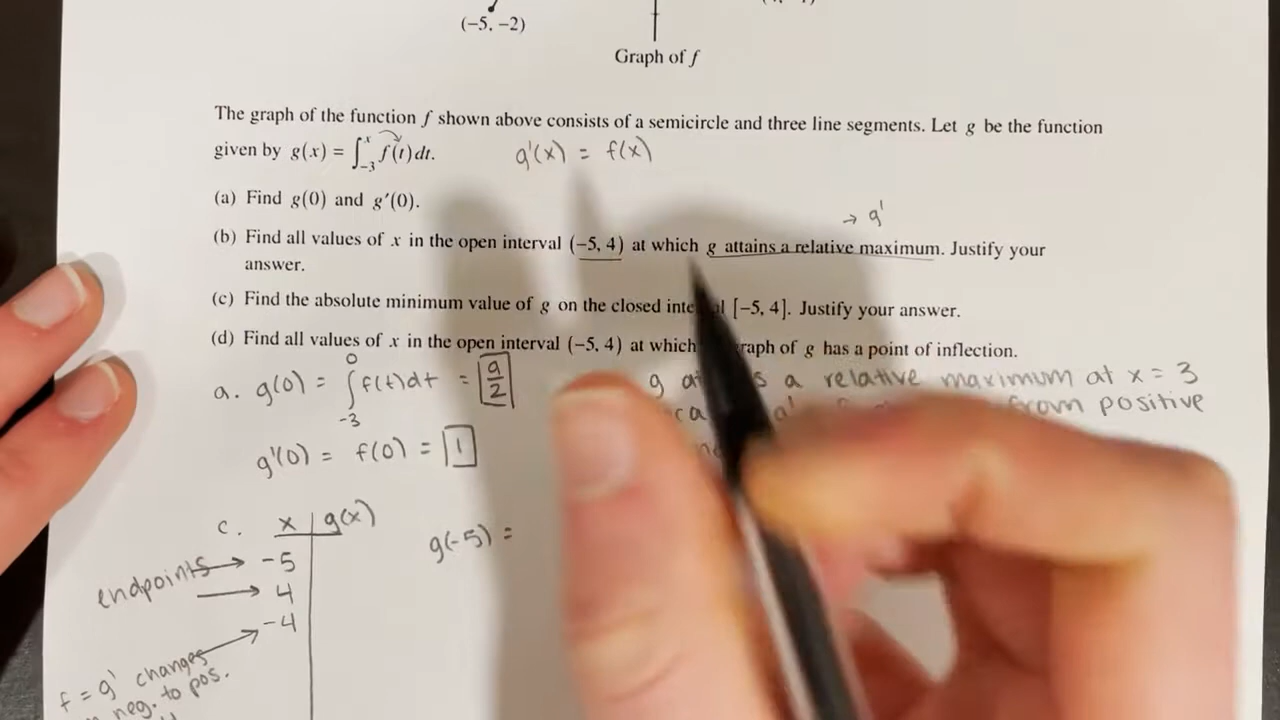 (−5, −2)
Graph of f
The graph of the function f shown above consists of a semicircle and three line segments. Let g be the function
given by g(x) = ∫_{-3}^{x} f(t) dt. g'(x) = f(x)
(a) Find g(0) and g′(0).
→ g'
(b) Find all values of x in the open interval (−5, 4) at which g attains a relative maximum. Justify your
answer.
(c) Find the absolute minimum value of g on the closed [−5, 4]. Justify your answer.
(d) Find all values of x in the open interval (−5, 4) at which of g has a point of inflection.
a. g(0) = ∫_{-3}^{0} f(t)dt = 9/2
g a relative maximum at x = 3
from positive
g'(0) = f(0) = 1
c. x g(x)
g(-5) =
endpoints → -5
→ 4
→ -4
f = g' changes
neg. to pos.